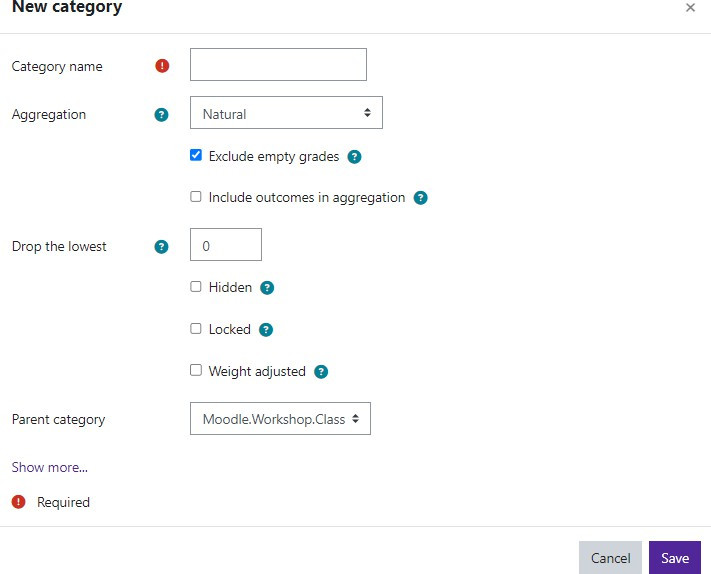 New category
Category name
Aggregation
Natural
Exclude empty grades
Include outcomes in aggregation
Drop the lowest
0
Hidden
Locked
Weight adjusted
Parent category
Moodle.Workshop.Class
Show more...
Required
Cancel
Save